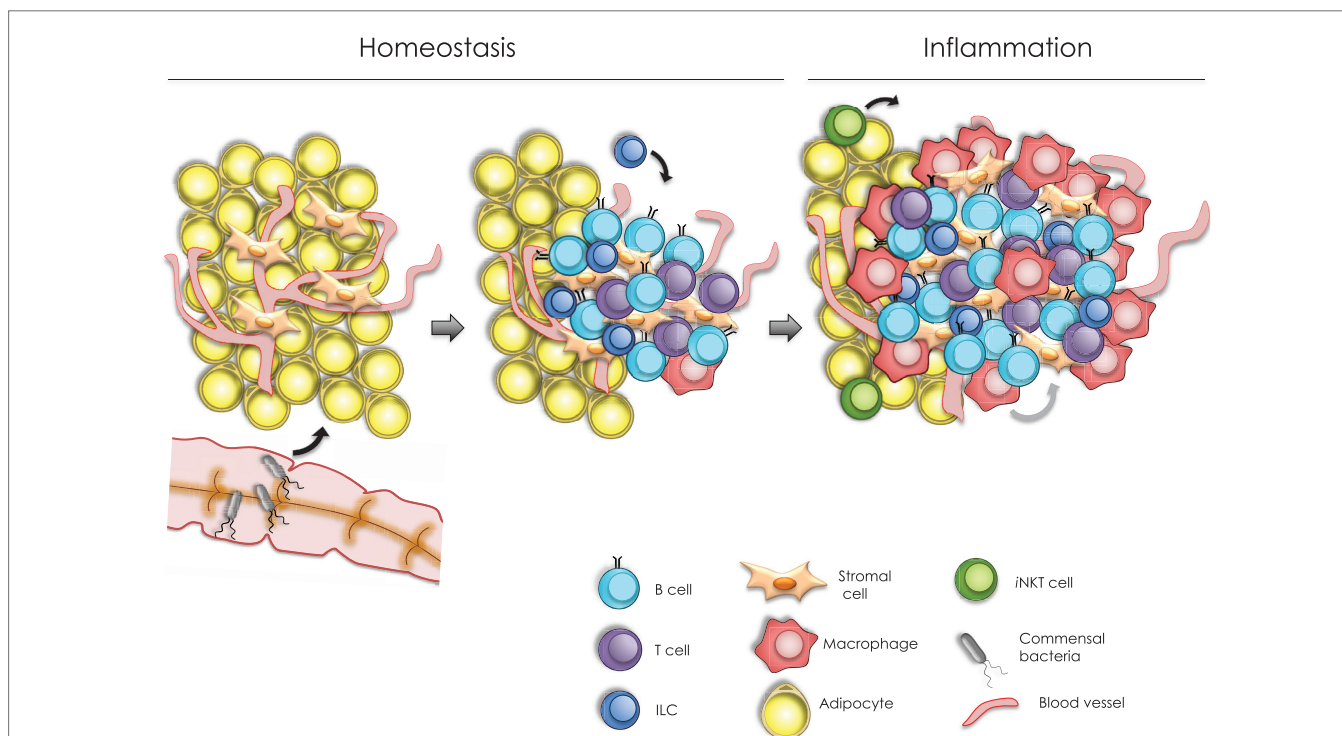 Homeostasis
Inflammation
B cell
Stromal
cell
iNKT cell
T cell
Macrophage
Commensal
bacteria
ILC
Adipocyte
Blood vessel